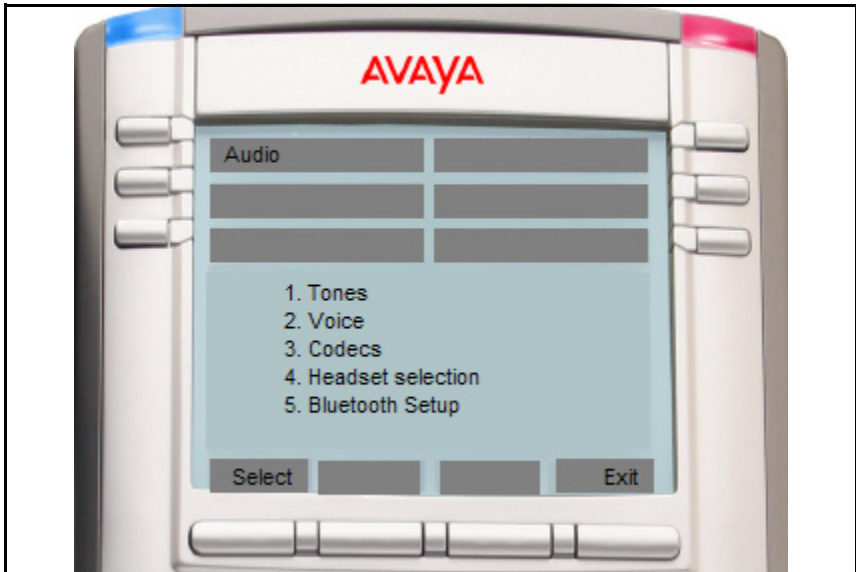 AVAYA
Audio
1. Tones
2. Voice
3. Codecs
4. Headset selection
5. Bluetooth Setup
Select Exit